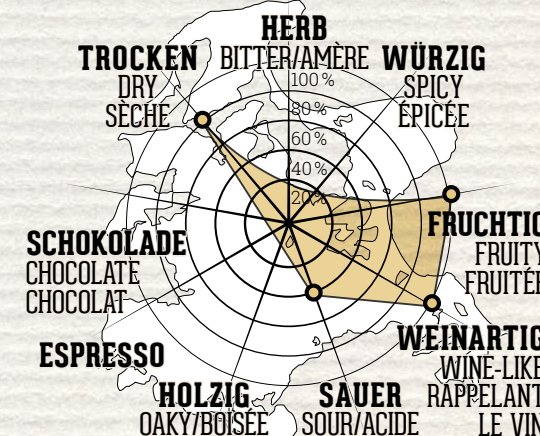 HERB
BITTER/AMÈRE
TROCKEN
DRY
SÈCHE
WÜRZIG
SPICY
ÉPICÉE
100%
80%
60%
40%
20%
FRUCHTIG
FRUITY
FRUITÉE
SCHOKOLADE
CHOCOLATE
CHOCOLAT
WEINARTIG
WINE-LIKE
RAPPELANT
LE VIN
ESPRESSO
HOLZIG
OAKY/BOISÉE
SAUER
SOUR/ACIDE